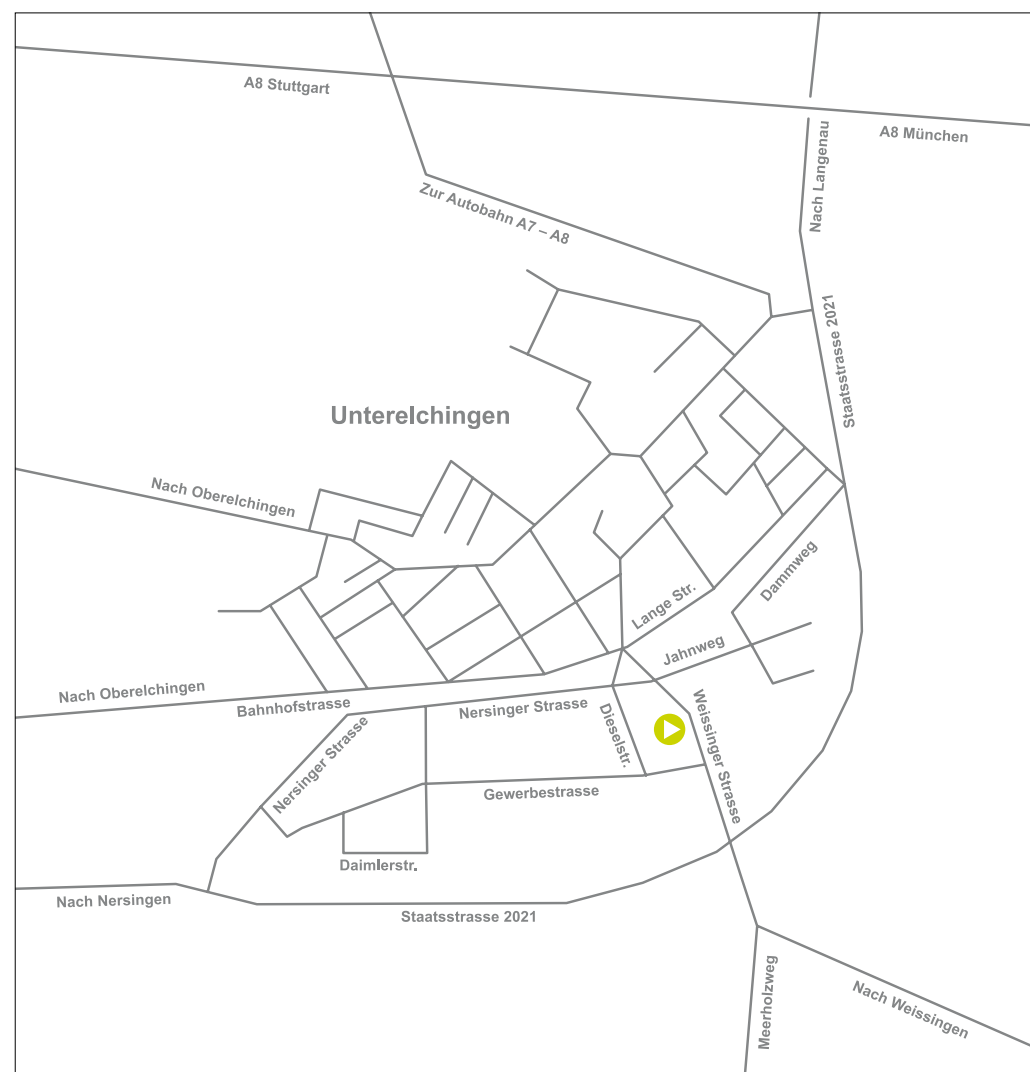 A8 Stuttgart
A8 München
Nach Langenau
Zur Autobahn A7 – A8
Staatsstrasse 2021
Unterelchingen
Nach Oberelchingen
Dammweg
Lange Str.
Jahnweg
Nach Oberelchingen
Bahnhofstrasse
Nersinger Strasse
Dieselstr.
Weissinger Strasse
Nersinger Strasse
Gewerbestrasse
Daimlerstr.
Nach Nersingen
Staatsstrasse 2021
Meerholzweg
Nach Weissingen